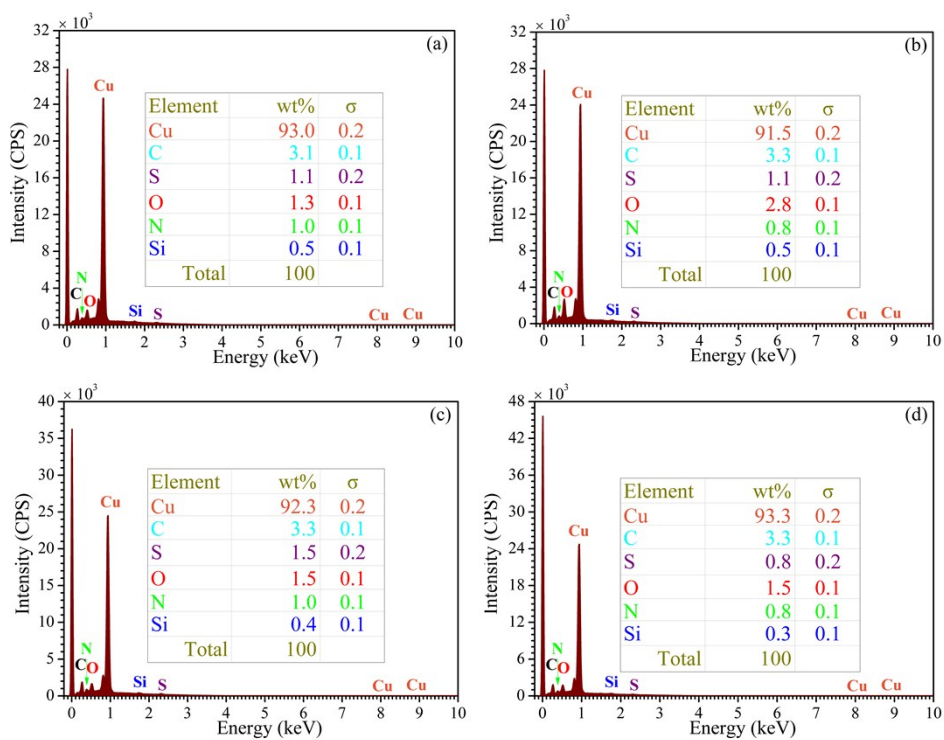 × 10³
(a)
32
28
24
20
16
12
8
4
0
Intensity (CPS)
Cu
Element wt% σ
Cu 93.0 0.2
C 3.1 0.1
S 1.1 0.2
O 1.3 0.1
N 1.0 0.1
Si 0.5 0.1
Total 100
N
C O Si S Cu Cu
0 1 2 3 4 5 6 7 8 9 10
Energy (keV)
× 10³
(b)
32
28
24
20
16
12
8
4
0
Intensity (CPS)
Cu
Element wt% σ
Cu 91.5 0.2
C 3.3 0.1
S 1.1 0.2
O 2.8 0.1
N 0.8 0.1
Si 0.5 0.1
Total 100
N
C O Si S Cu Cu
0 1 2 3 4 5 6 7 8 9 10
Energy (keV)
× 10³
(c)
40
35
30
25
20
15
10
5
0
Intensity (CPS)
Cu
Element wt% σ
Cu 92.3 0.2
C 3.3 0.1
S 1.5 0.2
O 1.5 0.1
N 1.0 0.1
Si 0.4 0.1
Total 100
N
C O Si S Cu Cu
0 1 2 3 4 5 6 7 8 9 10
Energy (keV)
× 10³
(d)
48
42
36
30
24
18
12
6
0
Intensity (CPS)
Cu
Element wt% σ
Cu 93.3 0.2
C 3.3 0.1
S 0.8 0.2
O 1.5 0.1
N 0.8 0.1
Si 0.3 0.1
Total 100
N
C O Si S Cu Cu
0 1 2 3 4 5 6 7 8 9 10
Energy (keV)